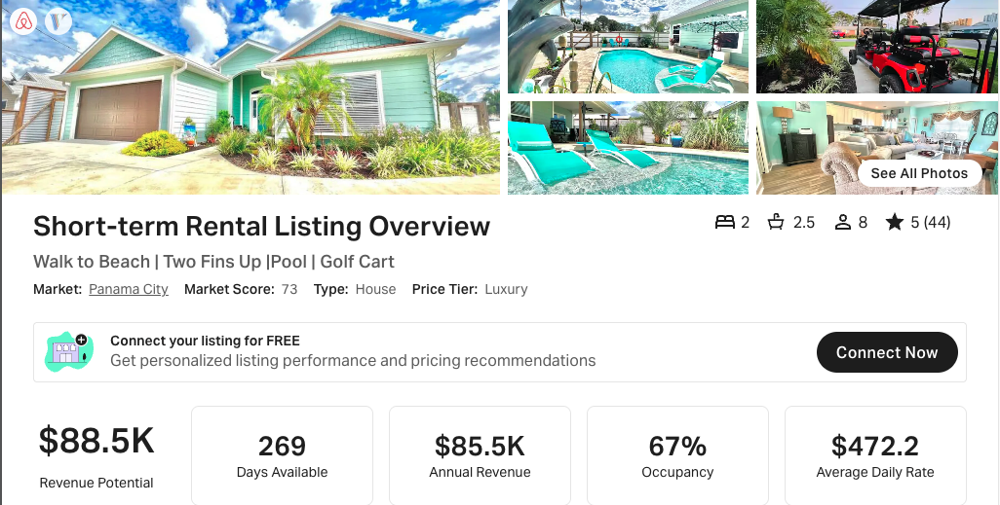 See All Photos
Short-term Rental Listing Overview
2 2.5 8 5 (44)
Walk to Beach | Two Fins Up |Pool | Golf Cart
Market: Panama City Market Score: 73 Type: House Price Tier: Luxury
Connect your listing for FREE
Get personalized listing performance and pricing recommendations
Connect Now
$88.5K
Revenue Potential
269
Days Available
$85.5K
Annual Revenue
67%
Occupancy
$472.2
Average Daily Rate